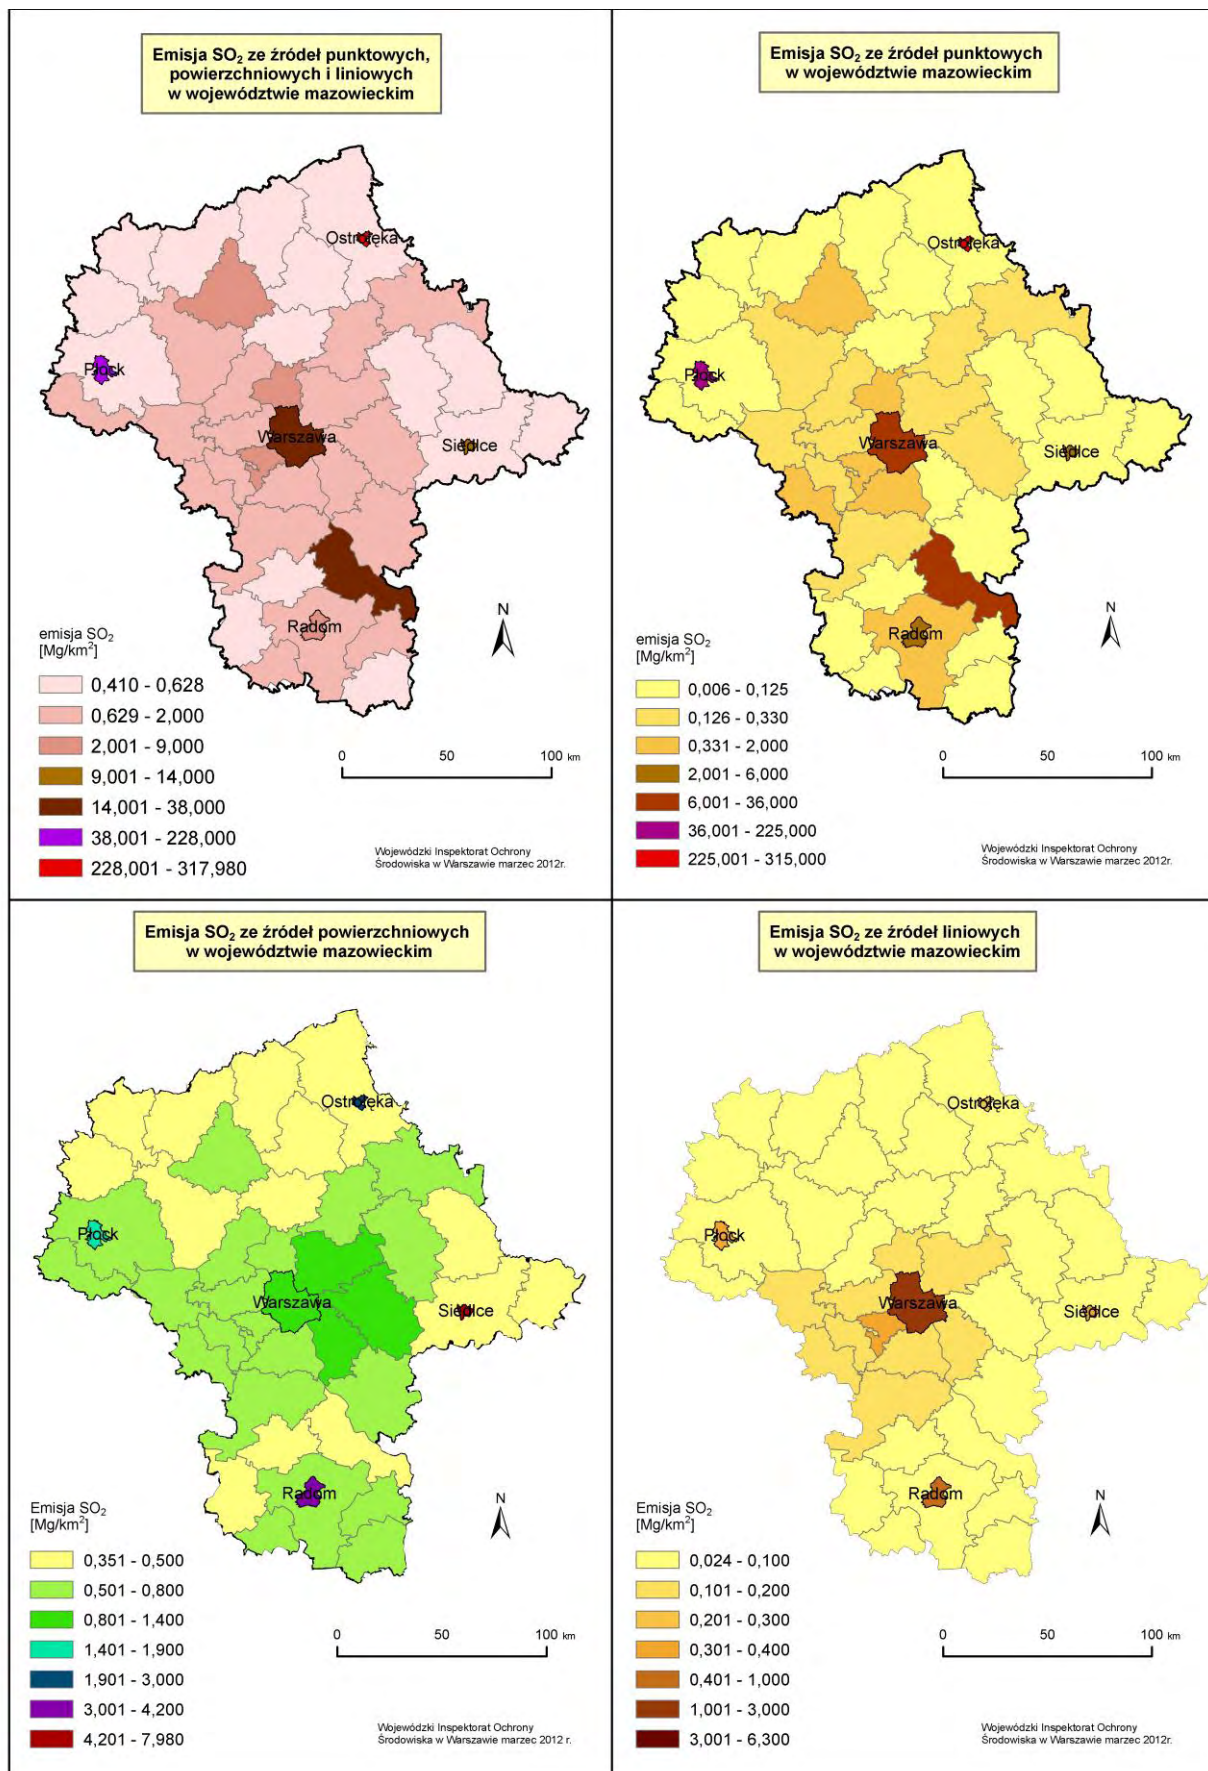 Emisja SO₂ ze źródeł punktowych,
powierzchniowych i liniowych
w województwie mazowieckim
Ostrołęka
Płock
Warszawa
Siedlce
Radom
N
emisja SO₂
[Mg/km²]
0,410 - 0,628
0,629 - 2,000
2,001 - 9,000
9,001 - 14,000
14,001 - 38,000
38,001 - 228,000
228,001 - 317,980
0 50 100 km
Wojewódzki Inspektorat Ochrony
Środowiska w Warszawie marzec 2012r.
Emisja SO₂ ze źródeł punktowych
w województwie mazowieckim
Ostrołęka
Płock
Warszawa
Siedlce
Radom
N
emisja SO₂
[Mg/km²]
0,006 - 0,125
0,126 - 0,330
0,331 - 2,000
2,001 - 6,000
6,001 - 36,000
36,001 - 225,000
225,001 - 315,000
0 50 100 km
Wojewódzki Inspektorat Ochrony
Środowiska w Warszawie marzec 2012r.
Emisja SO₂ ze źródeł powierzchniowych
w województwie mazowieckim
Ostrołęka
Płock
Warszawa
Siedlce
Radom
N
Emisja SO₂
[Mg/km²]
0,351 - 0,500
0,501 - 0,800
0,801 - 1,400
1,401 - 1,900
1,901 - 3,000
3,001 - 4,200
4,201 - 7,980
0 50 100 km
Wojewódzki Inspektorat Ochrony
Środowiska w Warszawie marzec 2012 r.
Emisja SO₂ ze źródeł liniowych
w województwie mazowieckim
Ostrołęka
Płock
Warszawa
Siedlce
Radom
N
Emisja SO₂
[Mg/km²]
0,024 - 0,100
0,101 - 0,200
0,201 - 0,300
0,301 - 0,400
0,401 - 1,000
1,001 - 3,000
3,001 - 6,300
0 50 100 km
Wojewódzki Inspektorat Ochrony
Środowiska w Warszawie marzec 2012r.